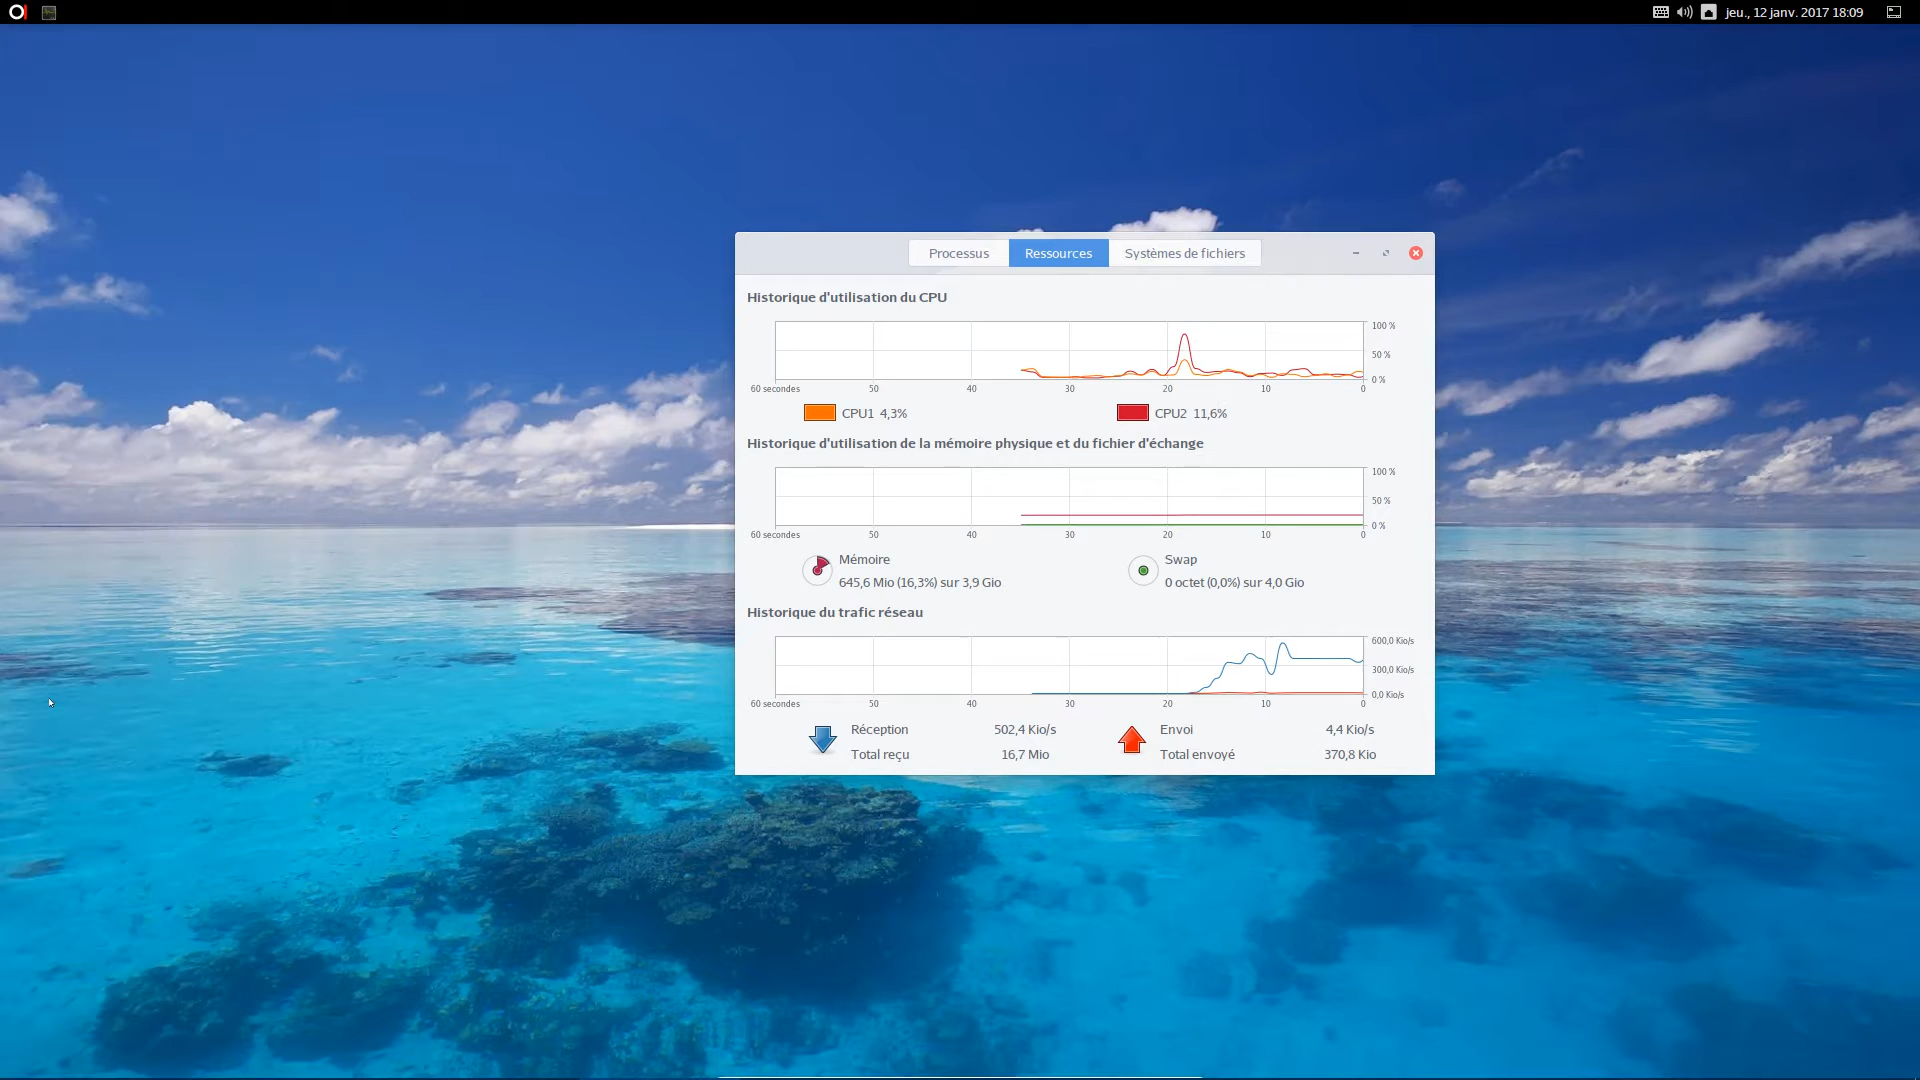 jeu., 12 janv. 2017 18:09
Processus Ressources Systèmes de fichiers
Historique d'utilisation du CPU
100 %
50 %
0 %
60 secondes 50 40 30 20 10 0
CPU1 4,3% CPU2 11,6%
Historique d'utilisation de la mémoire physique et du fichier d'échange
100 %
50 %
0 %
60 secondes 50 40 30 20 10 0
Mémoire Swap
645,6 Mio (16,3%) sur 3,9 Gio 0 octet (0,0%) sur 4,0 Gio
Historique du trafic réseau
600,0 Kio/s
300,0 Kio/s
0,0 Kio/s
60 secondes 50 40 30 20 10 0
Réception 502,4 Kio/s Envoi 4,4 Kio/s
Total reçu 16,7 Mio Total envoyé 370,8 Kio